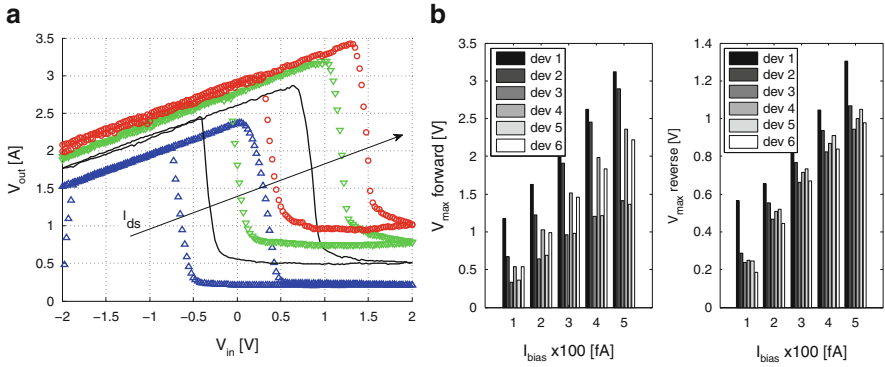 a
3.5
3
2.5
2
1.5
1
0.5
0
V_out [A]
I_ds
−2
−1.5
−1
−0.5
0
0.5
1
1.5
2
V_in [V]
b
3.5
3
2.5
2
1.5
1
0.5
0
V_max forward [V]
dev 1
dev 2
dev 3
dev 4
dev 5
dev 6
1 2 3 4 5
I_bias x100 [fA]
1.4
1.2
1
0.8
0.6
0.4
0.2
0
V_max reverse [V]
dev 1
dev 2
dev 3
dev 4
dev 5
dev 6
1 2 3 4 5
I_bias x100 [fA]